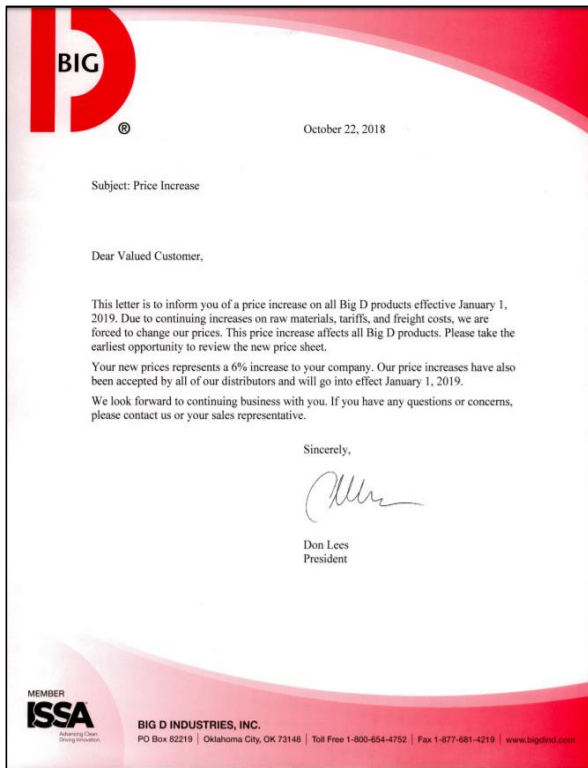 BIG
®
October 22, 2018
Subject: Price Increase
Dear Valued Customer,
This letter is to inform you of a price increase on all Big D products effective January 1,
2019. Due to continuing increases on raw materials, tariffs, and freight costs, we are
forced to change our prices. This price increase affects all Big D products. Please take the
earliest opportunity to review the new price sheet.
Your new prices represents a 6% increase to your company. Our price increases have also
been accepted by all of our distributors and will go into effect January 1, 2019.
We look forward to continuing business with you. If you have any questions or concerns,
please contact us or your sales representative.
Sincerely,
Don Lees
President
MEMBER
ISSA
Advancing Clean
Driving Innovation.
BIG D INDUSTRIES, INC.
PO Box 82219 | Oklahoma City, OK 73148 | Toll Free 1-800-654-4752 | Fax 1-877-681-4219 | www.bigdind.com